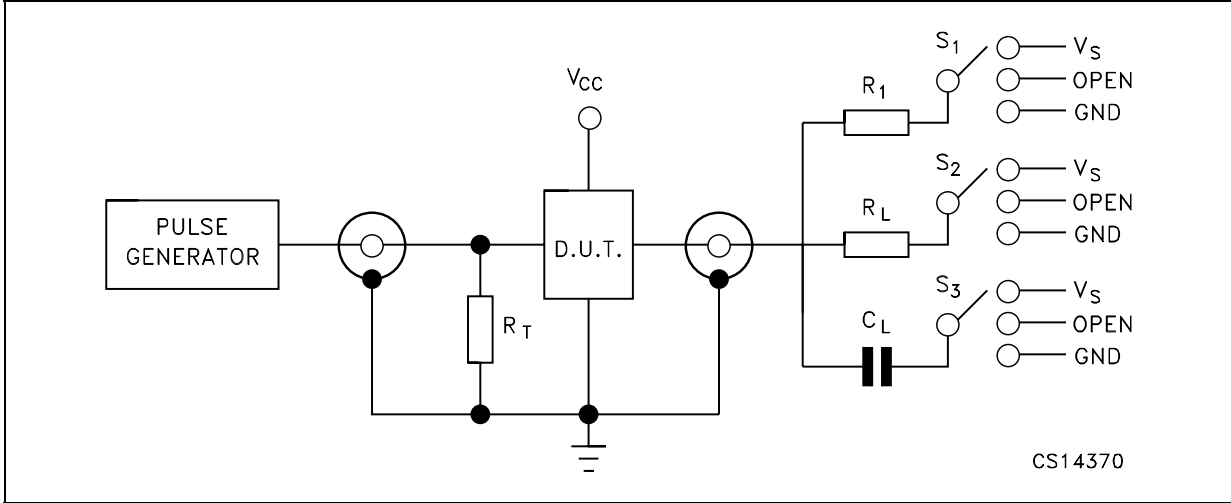 PULSE
GENERATOR
VCC
D.U.T.
RT
R1
S1
VS
OPEN
GND
RL
S2
VS
OPEN
GND
CL
S3
VS
OPEN
GND
CS14370